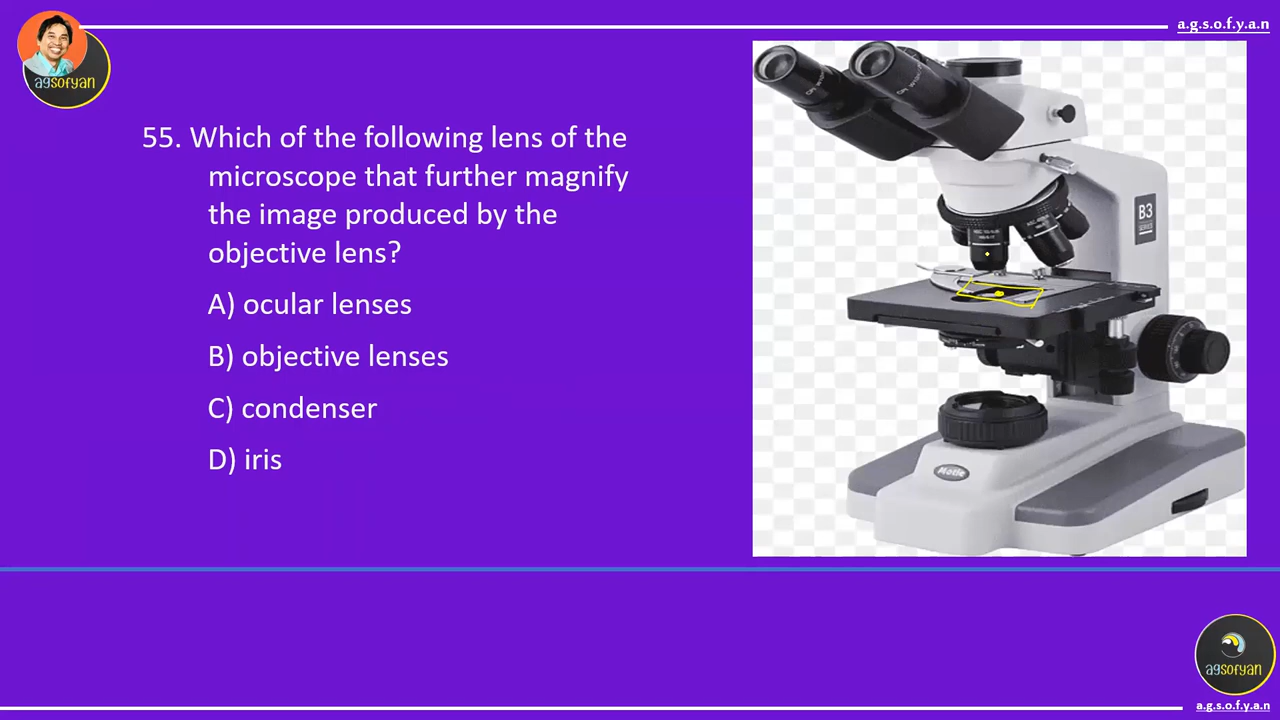 agsofyan
a.g.s.o.f.y.a.n
55. Which of the following lens of the
microscope that further magnify
the image produced by the
objective lens?
A) ocular lenses
B) objective lenses
C) condenser
D) iris
B3
Motic
agsofyan
a.g.s.o.f.y.a.n